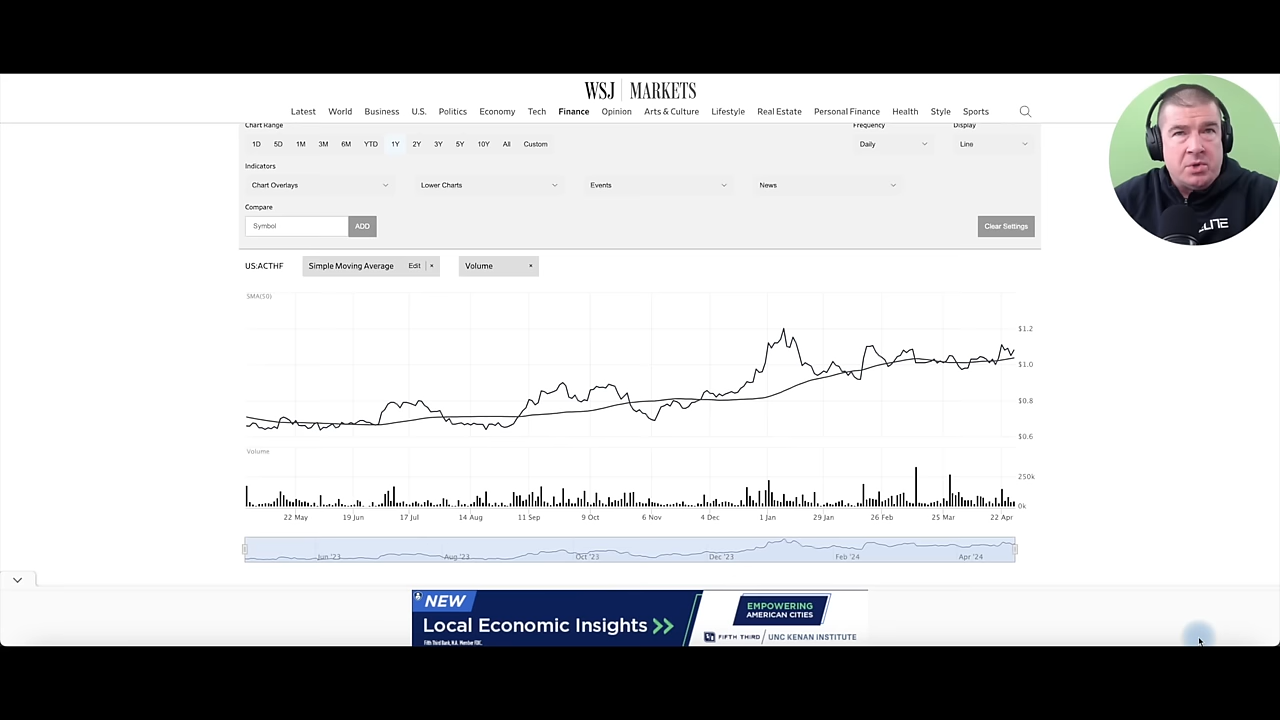 WSJ MARKETS
Latest World Business U.S. Politics Economy Tech Finance Opinion Arts & Culture Lifestyle Real Estate Personal Finance Health Style Sports
Chart Range Frequency Display
1D 5D 1M 3M 6M YTD 1Y 2Y 3Y 5Y 10Y All Custom Daily Line
Indicators
Chart Overlays Lower Charts Events News
Compare
Symbol ADD Clear Settings
US:ACTHF Simple Moving Average Edit × Volume ×
SMA(50)
$1.2
$1.0
$0.8
$0.6
Volume
250k
0k
22 May 19 Jun 17 Jul 14 Aug 11 Sep 9 Oct 6 Nov 4 Dec 1 Jan 29 Jan 26 Feb 25 Mar 22 Apr
Jun '23 Aug '23 Oct '23 Dec '23 Feb '24 Apr '24
NEW
Local Economic Insights >>
Fifth Third Bank, N.A. Member FDIC.
EMPOWERING
AMERICAN CITIES
FIFTH THIRD UNC KENAN INSTITUTE